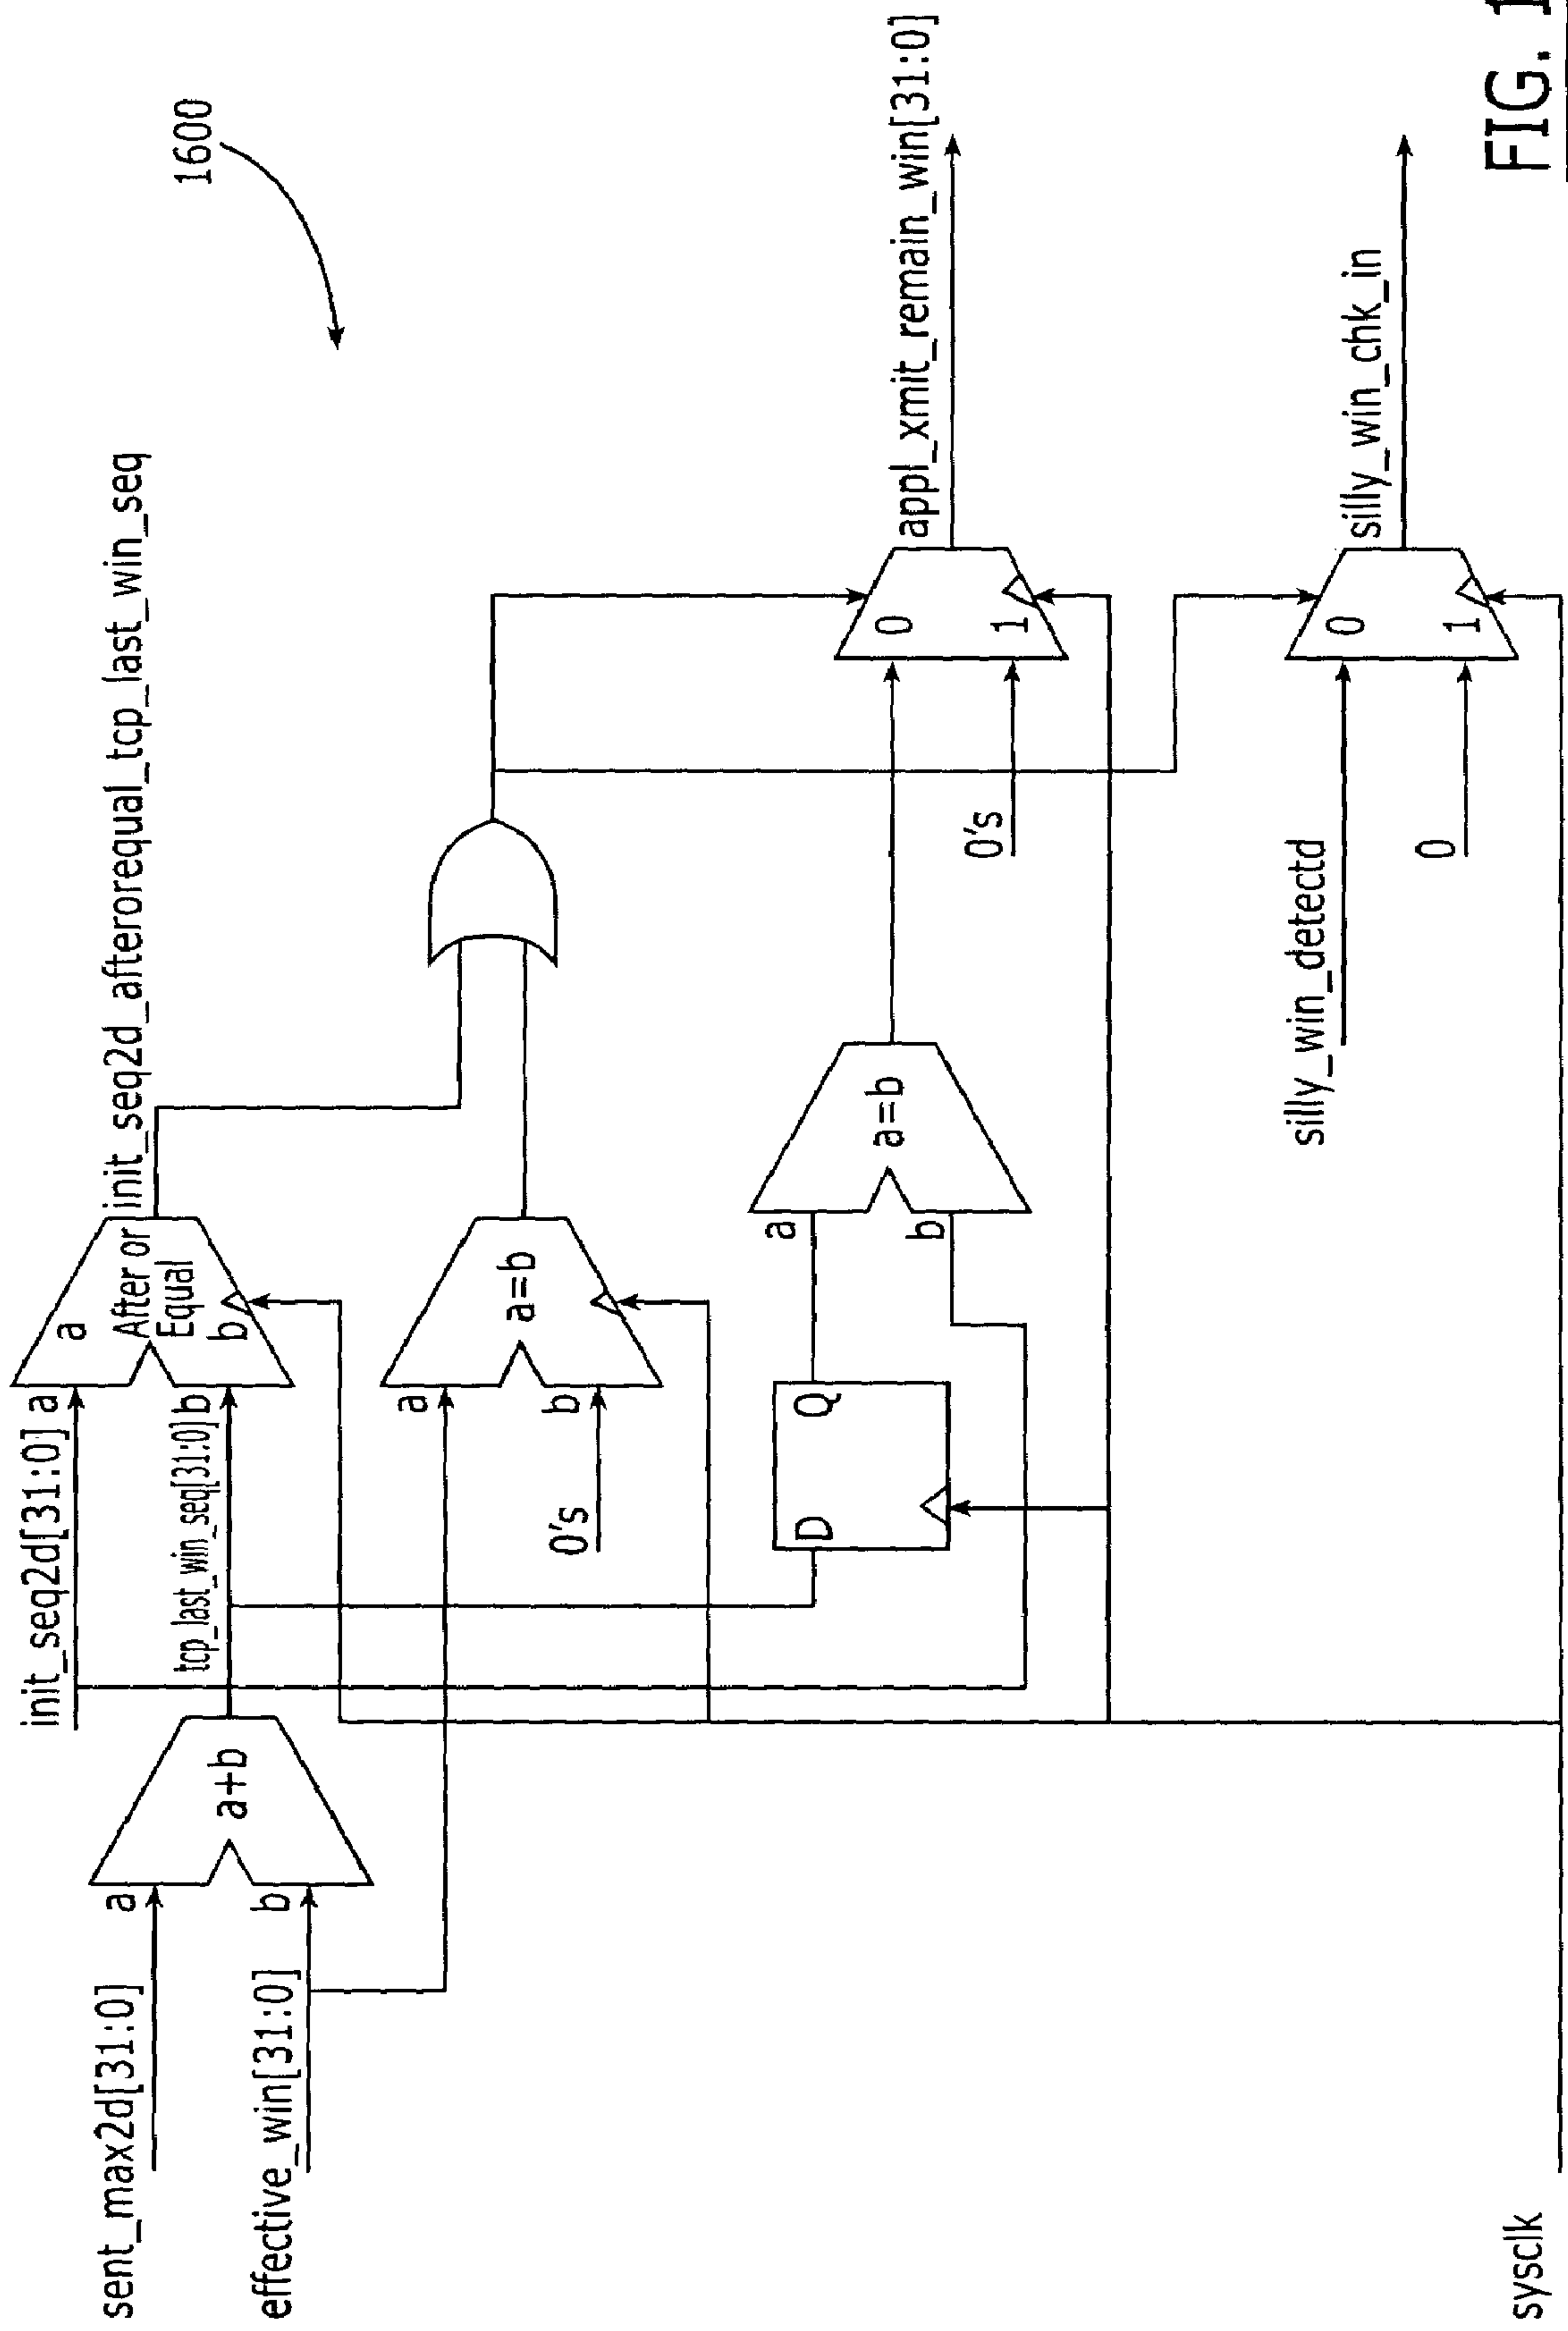 1600
init_seq2d[31:0]
a
a
After or
Equal
b
init_seq2d_afterorequal_tcp_last_win_seq
tcp_last_win_seq[31:0]
b
sent_max2d[31:0]
a
a+b
effective_win[31:0]
b
a
a=b
b
0's
D
Q
a
a=b
b
0
1
0's
appl_xmit_remain_win[31:0]
silly_win_detectd
0
1
0
silly_win_chk_in
sysclk
FIG. 1